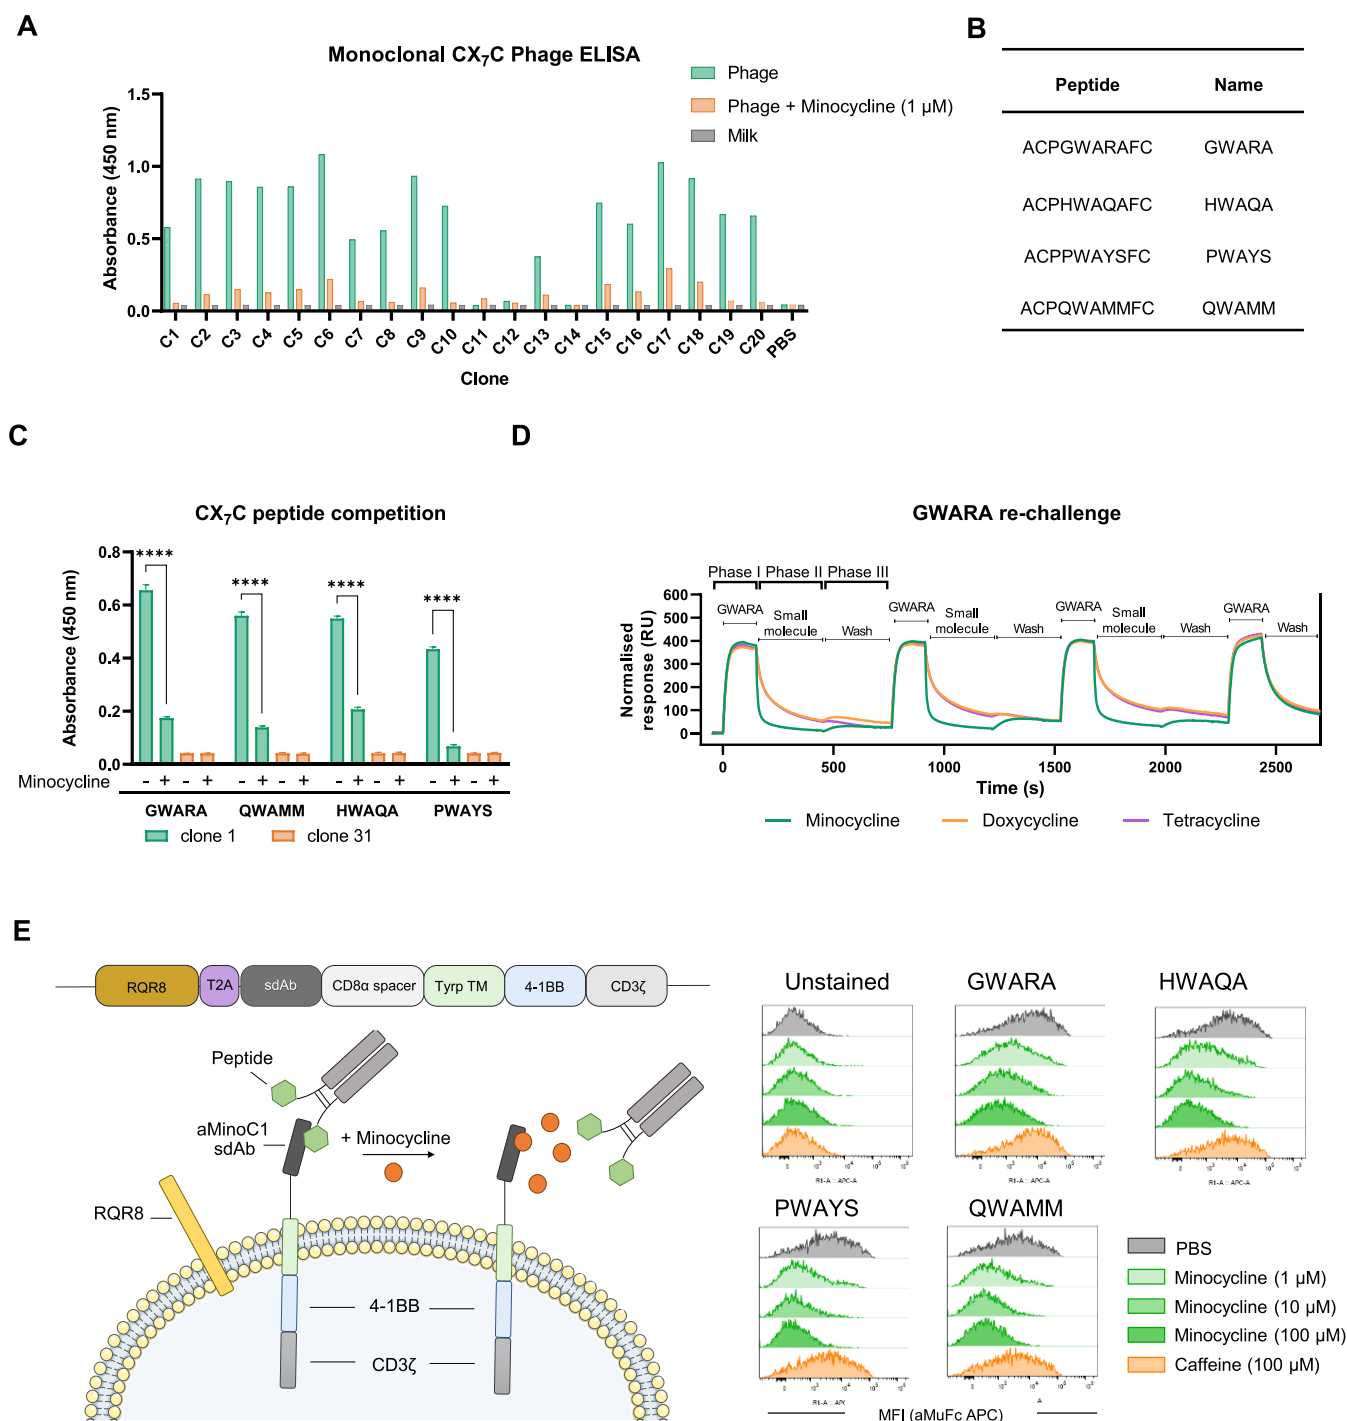 A
Monoclonal CX₇C Phage ELISA
Phage
Phage + Minocycline (1 µM)
Milk
Absorbance (450 nm)
1.5
1.0
0.5
0.0
C1 C2 C3 C4 C5 C6 C7 C8 C9 C10 C11 C12 C13 C14 C15 C16 C17 C18 C19 C20 PBS
Clone
B
Peptide Name
ACPGWARAFC GWARA
ACPHWAQAFC HWAQA
ACPPWAYSFC PWAYS
ACPQWAMMFC QWAMM
C
CX₇C peptide competition
Absorbance (450 nm)
0.8
0.6
0.4
0.2
0.0
**** **** **** ****
Minocycline - + - + - + - + - + - + - + - +
GWARA QWAMM HWAQA PWAYS
clone 1 clone 31
D
GWARA re-challenge
Phase I Phase II Phase III
GWARA Small molecule Wash GWARA Small molecule Wash GWARA Small molecule Wash GWARA Wash
Normalised response (RU)
600
500
400
300
200
100
0
0 500 1000 1500 2000 2500
Time (s)
Minocycline Doxycycline Tetracycline
E
RQR8 T2A sdAb CD8α spacer Tyrp TM 4-1BB CD3ζ
Peptide
aMinoC1
sdAb
+ Minocycline
RQR8
4-1BB
CD3ζ
Unstained GWARA HWAQA
R1-A :: APC-A R1-A :: APC-A R1-A :: APC-A
PWAYS QWAMM
R1-A :: APC A
MFI (aMuFc APC)
PBS
Minocycline (1 µM)
Minocycline (10 µM)
Minocycline (100 µM)
Caffeine (100 µM)